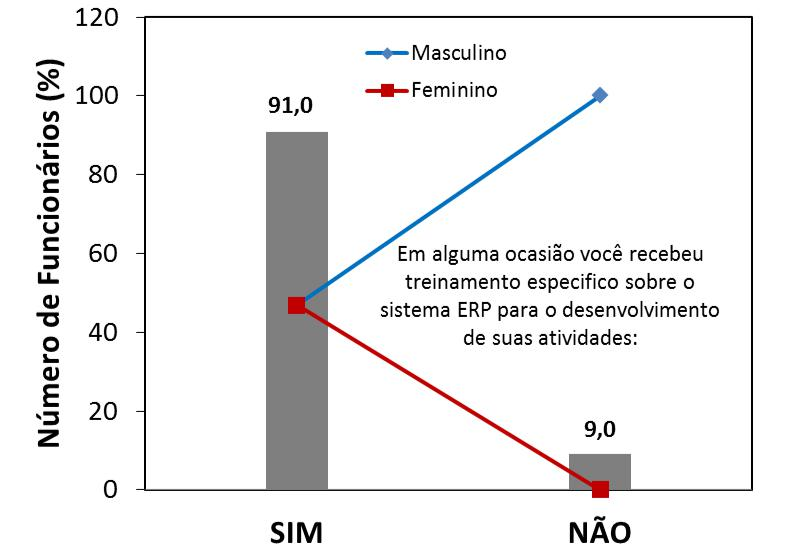 Número de Funcionários (%)
120
100
80
60
40
20
0
Masculino
Feminino
91,0
Em alguma ocasião você recebeu
treinamento especifico sobre o
sistema ERP para o desenvolvimento
de suas atividades:
9,0
SIM
NÃO